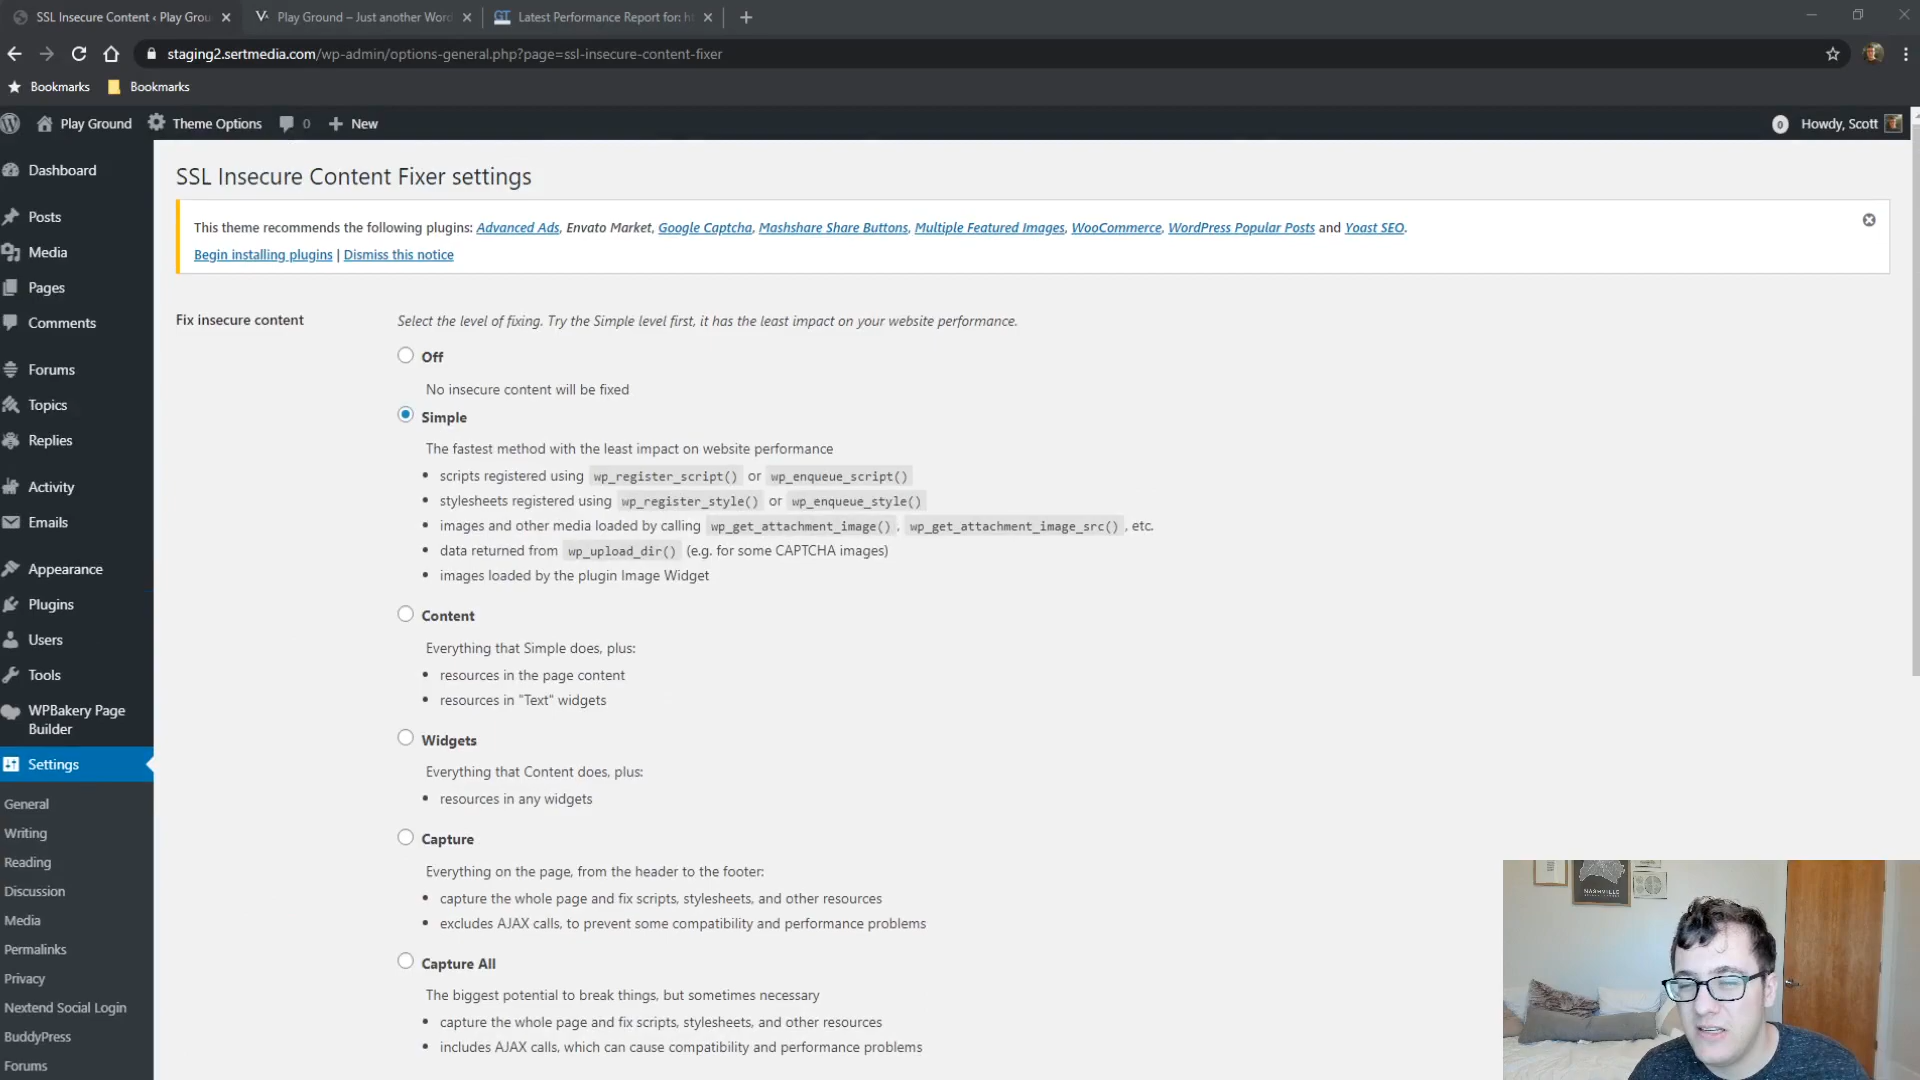 SSL Insecure Content ‹ Play Grou
Play Ground – Just another Word
GT Latest Performance Report for: h
staging2.sertmedia.com/wp-admin/options-general.php?page=ssl-insecure-content-fixer
Bookmarks
Bookmarks
Play Ground
Theme Options
0
New
0
Howdy, Scott
Dashboard
Posts
Media
Pages
Comments
Forums
Topics
Replies
Activity
Emails
Appearance
Plugins
Users
Tools
WPBakery Page
Builder
Settings
General
Writing
Reading
Discussion
Media
Permalinks
Privacy
Nextend Social Login
BuddyPress
Forums
SSL Insecure Content Fixer settings
This theme recommends the following plugins: Advanced Ads, Envato Market, Google Captcha, Mashshare Share Buttons, Multiple Featured Images, WooCommerce, WordPress Popular Posts and Yoast SEO.
Begin installing plugins | Dismiss this notice
Fix insecure content
Select the level of fixing. Try the Simple level first, it has the least impact on your website performance.
Off
No insecure content will be fixed
Simple
The fastest method with the least impact on website performance
• scripts registered using wp_register_script() or wp_enqueue_script()
• stylesheets registered using wp_register_style() or wp_enqueue_style()
• images and other media loaded by calling wp_get_attachment_image(), wp_get_attachment_image_src(), etc.
• data returned from wp_upload_dir() (e.g. for some CAPTCHA images)
• images loaded by the plugin Image Widget
Content
Everything that Simple does, plus:
• resources in the page content
• resources in "Text" widgets
Widgets
Everything that Content does, plus:
• resources in any widgets
Capture
Everything on the page, from the header to the footer:
• capture the whole page and fix scripts, stylesheets, and other resources
• excludes AJAX calls, to prevent some compatibility and performance problems
Capture All
The biggest potential to break things, but sometimes necessary
• capture the whole page and fix scripts, stylesheets, and other resources
• includes AJAX calls, which can cause compatibility and performance problems
NASHVILLE